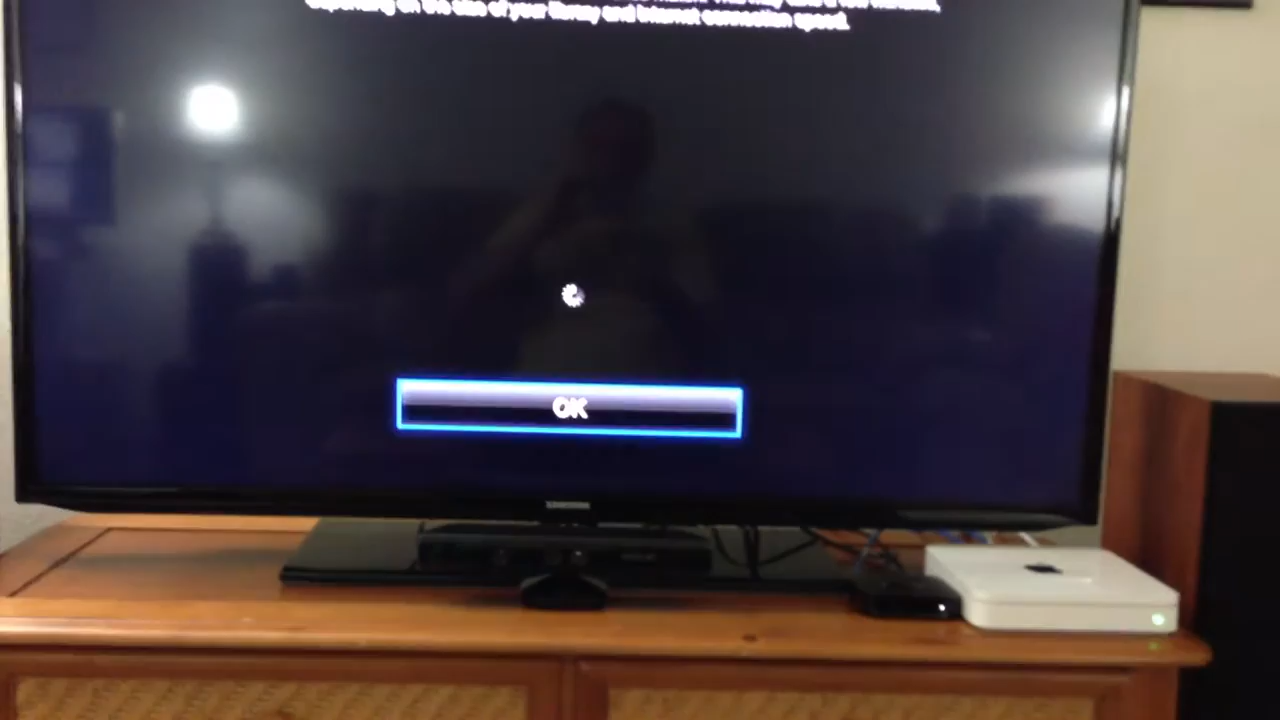 depending on the size of your library and internet connection speed.
OK
SAMSUNG